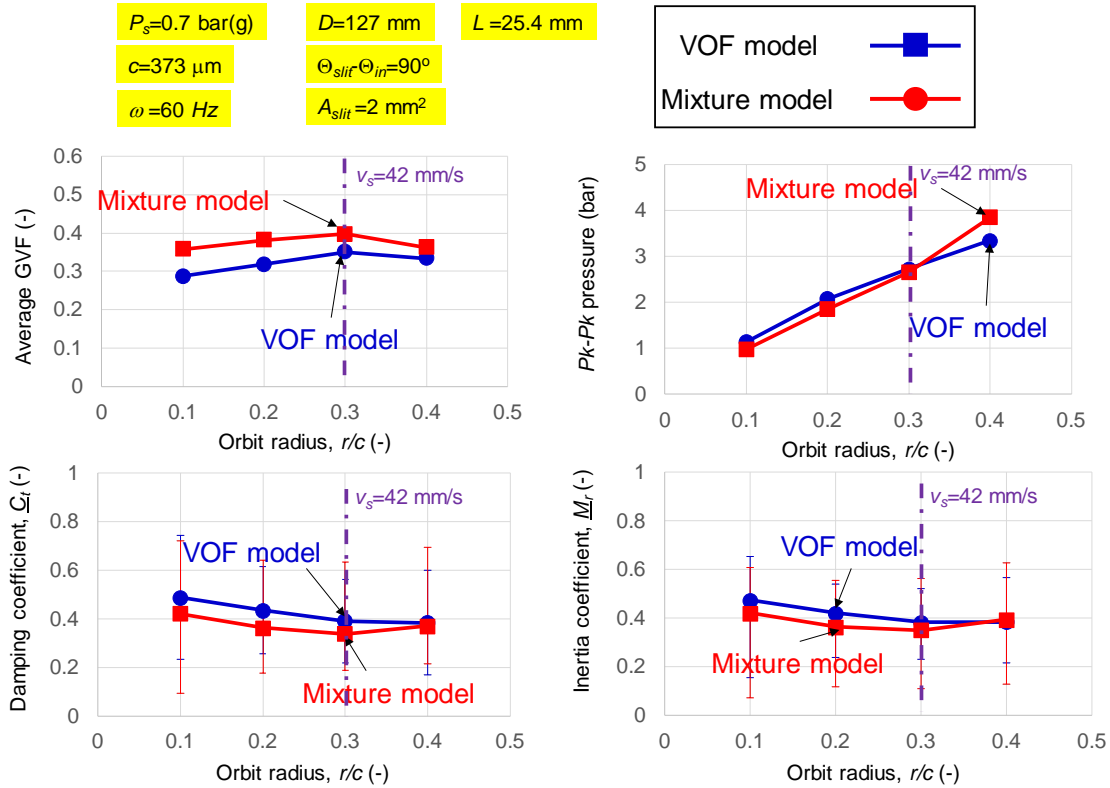 Pₛ=0.7 bar(g)
D=127 mm
L =25.4 mm
c=373 μm
Θslit-Θin=90º
ω =60 Hz
Aslit =2 mm²
VOF model
Mixture model
0.6
0.5
0.4
0.3
0.2
0.1
0
Average GVF (-)
vₛ=42 mm/s
Mixture model
VOF model
0
0.1
0.2
0.3
0.4
0.5
Orbit radius, r/c (-)
5
4
3
2
1
0
Pk-Pk pressure (bar)
vₛ=42 mm/s
Mixture model
VOF model
0
0.1
0.2
0.3
0.4
0.5
Orbit radius, r/c (-)
1
0.8
0.6
0.4
0.2
0
Damping coefficient, Cₜ (-)
vₛ=42 mm/s
VOF model
Mixture model
0
0.1
0.2
0.3
0.4
0.5
Orbit radius, r/c (-)
1
0.8
0.6
0.4
0.2
0
Inertia coefficient, Mᵣ (-)
vₛ=42 mm/s
VOF model
Mixture model
0
0.1
0.2
0.3
0.4
0.5
Orbit radius, r/c (-)